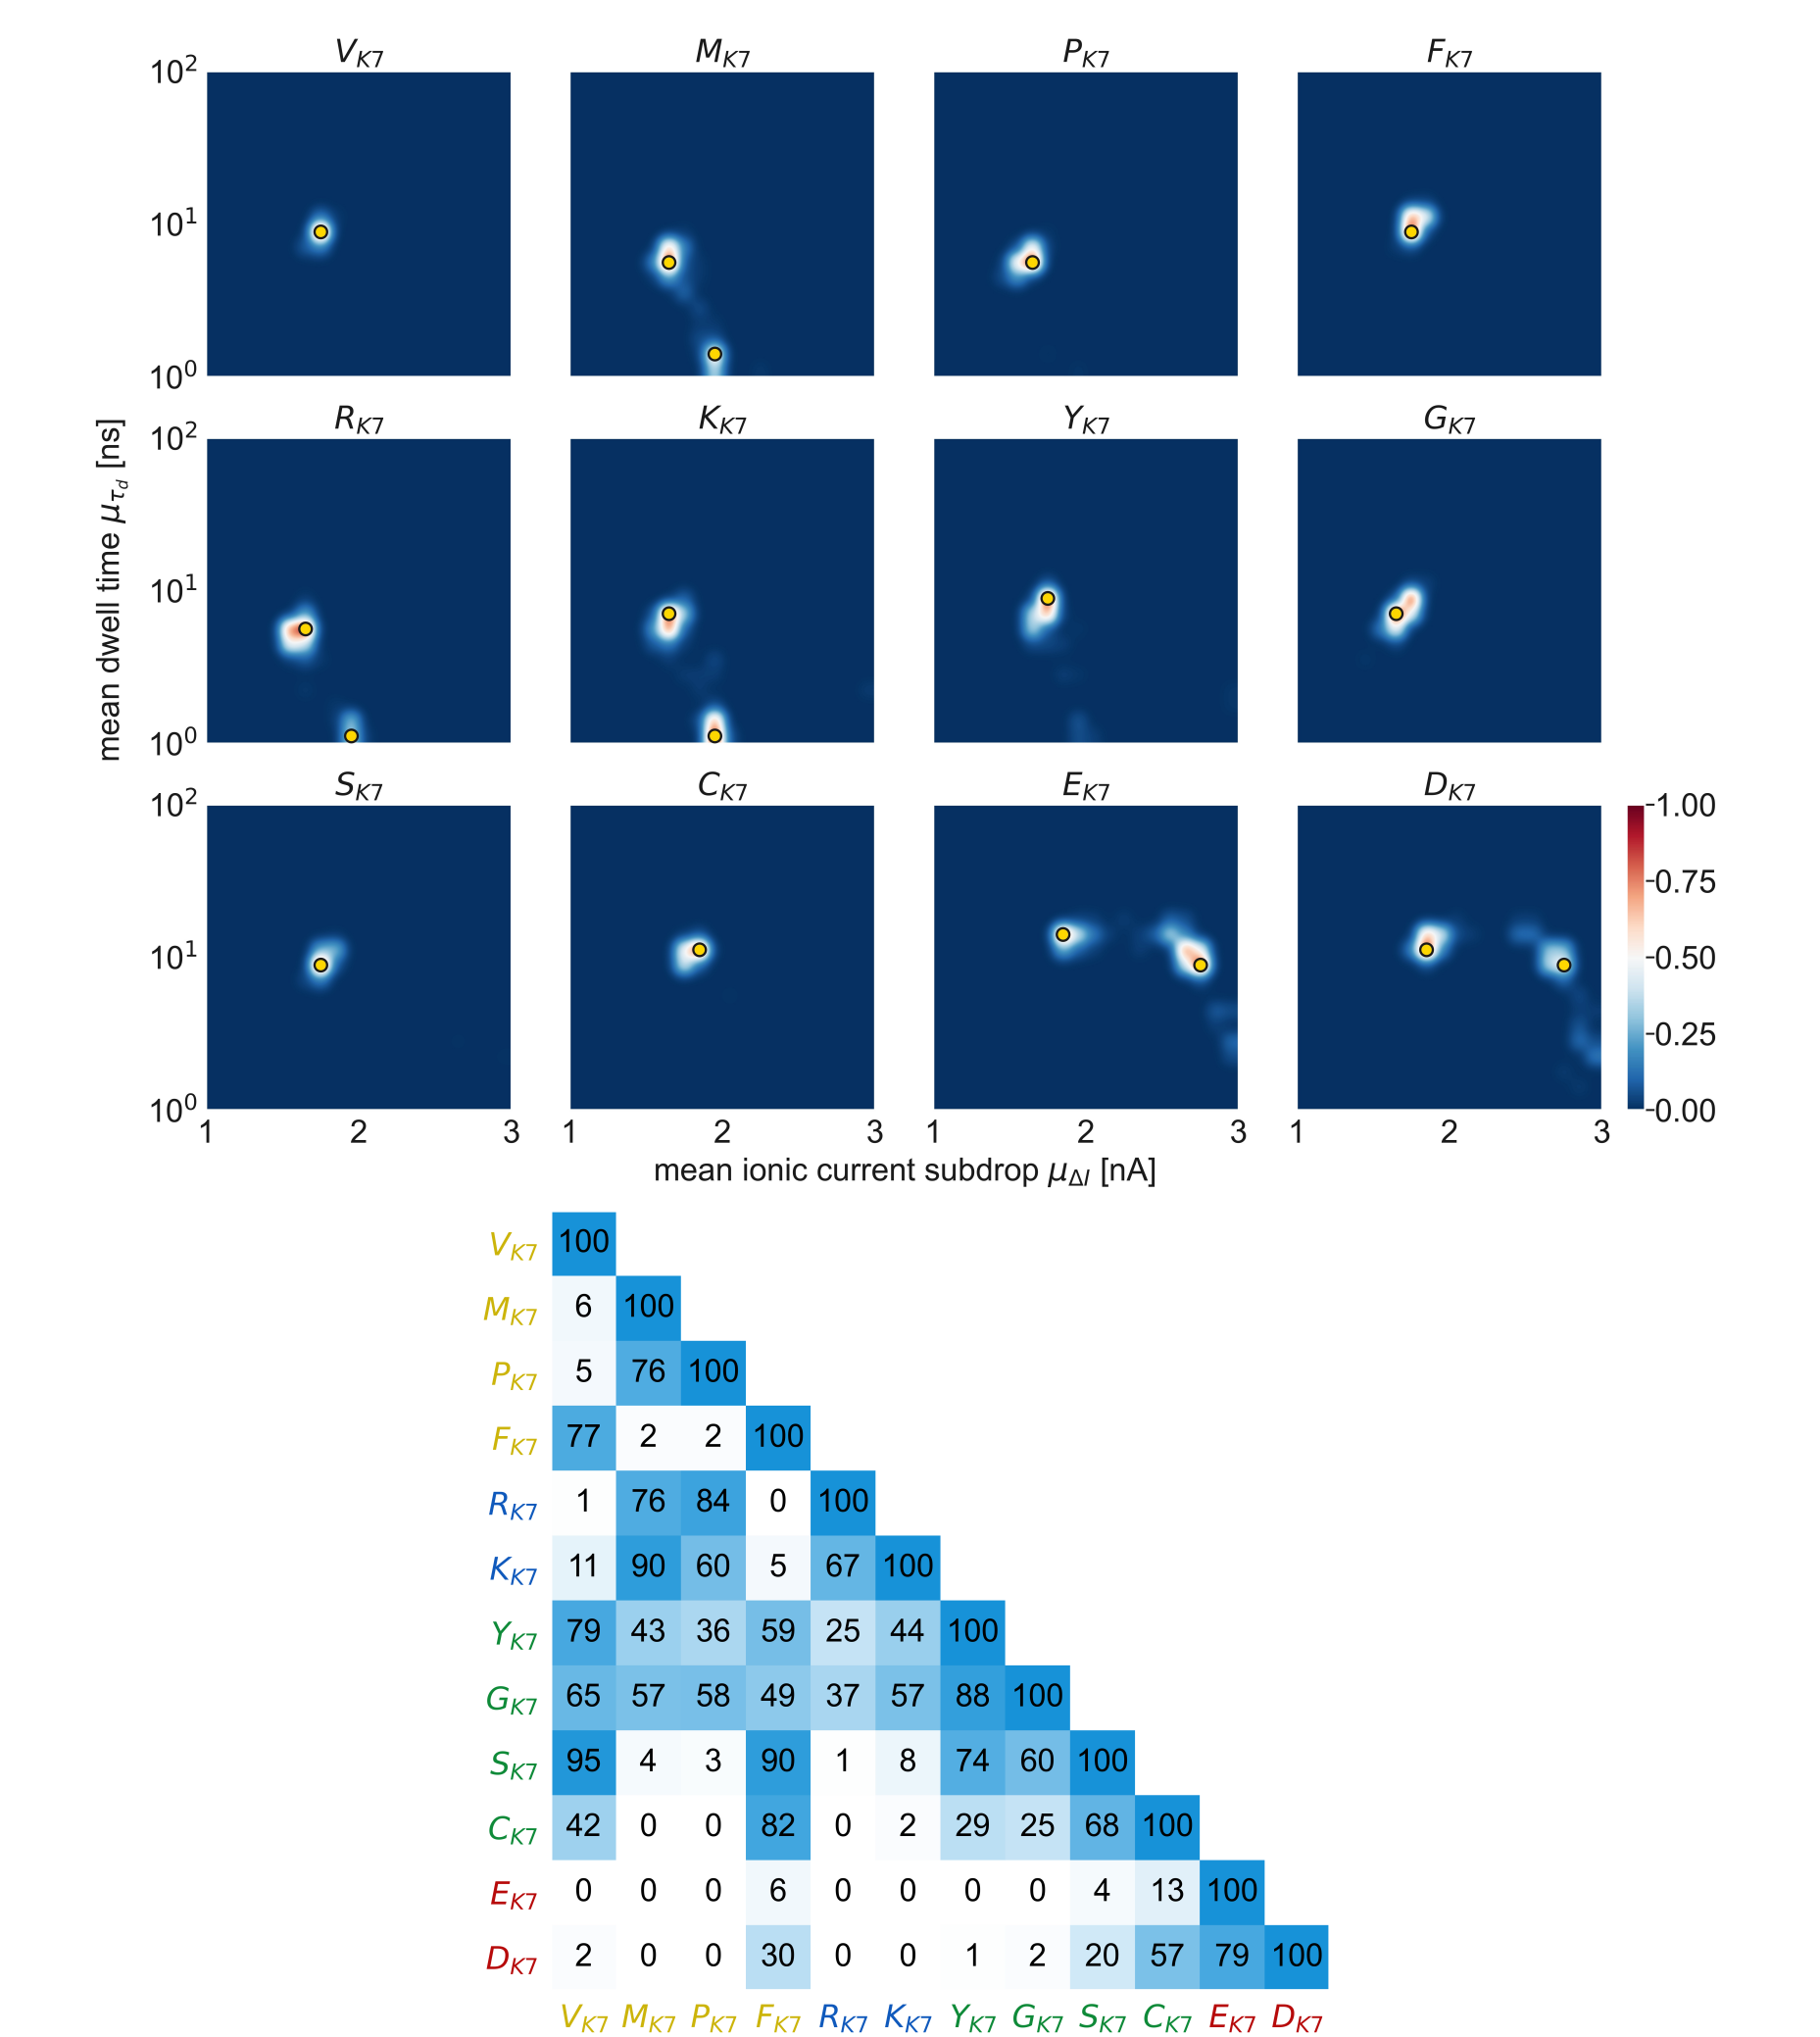 V_K7 M_K7 P_K7 F_K7
10^2
10^1
10^0
R_K7 K_K7 Y_K7 G_K7
10^2
10^1
10^0
mean dwell time μ_τ_d [ns]
S_K7 C_K7 E_K7 D_K7
10^2
10^1
10^0
1 2 3 1 2 3 1 2 3 1 2 3
1.00
0.75
0.50
0.25
0.00
mean ionic current subdrop μ_ΔI [nA]
V_K7 100
M_K7 6 100
P_K7 5 76 100
F_K7 77 2 2 100
R_K7 1 76 84 0 100
K_K7 11 90 60 5 67 100
Y_K7 79 43 36 59 25 44 100
G_K7 65 57 58 49 37 57 88 100
S_K7 95 4 3 90 1 8 74 60 100
C_K7 42 0 0 82 0 2 29 25 68 100
E_K7 0 0 0 6 0 0 0 0 4 13 100
D_K7 2 0 0 30 0 0 1 2 20 57 79 100
V_K7 M_K7 P_K7 F_K7 R_K7 K_K7 Y_K7 G_K7 S_K7 C_K7 E_K7 D_K7